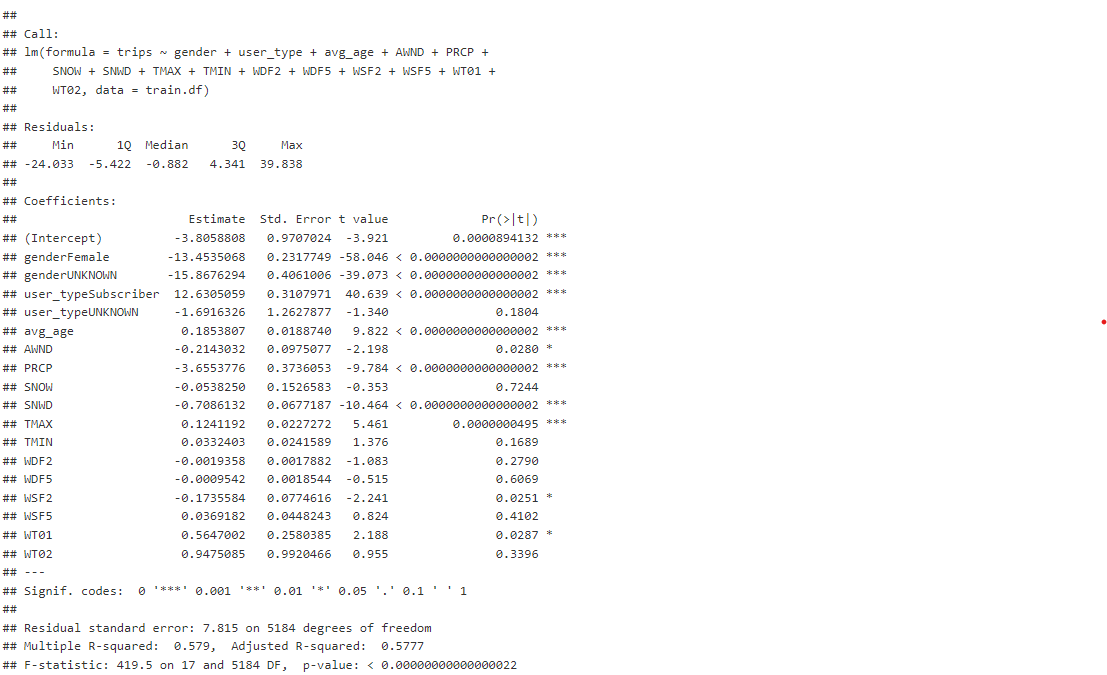 ##
## Call:
## lm(formula = trips ~ gender + user_type + avg_age + AWND + PRCP +
##     SNOW + SNWD + TMAX + TMIN + WDF2 + WDF5 + WSF2 + WSF5 + WT01 +
##     WT02, data = train.df)
##
## Residuals:
##     Min      1Q  Median      3Q     Max
## -24.033  -5.422  -0.882   4.341  39.838
##
## Coefficients:
##                        Estimate  Std. Error t value             Pr(>|t|)
## (Intercept)          -3.8058808   0.9707024  -3.921         0.0000894132 ***
## genderFemale        -13.4535068   0.2317749 -58.046 < 0.0000000000000002 ***
## genderUNKNOWN       -15.8676294   0.4061006 -39.073 < 0.0000000000000002 ***
## user_typeSubscriber  12.6305059   0.3107971  40.639 < 0.0000000000000002 ***
## user_typeUNKNOWN     -1.6916326   1.2627877  -1.340               0.1804
## avg_age               0.1853807   0.0188740   9.822 < 0.0000000000000002 ***
## AWND                 -0.2143032   0.0975077  -2.198               0.0280 *
## PRCP                 -3.6553776   0.3736053  -9.784 < 0.0000000000000002 ***
## SNOW                 -0.0538250   0.1526583  -0.353               0.7244
## SNWD                 -0.7086132   0.0677187 -10.464 < 0.0000000000000002 ***
## TMAX                  0.1241192   0.0227272   5.461         0.0000000495 ***
## TMIN                  0.0332403   0.0241589   1.376               0.1689
## WDF2                 -0.0019358   0.0017882  -1.083               0.2790
## WDF5                 -0.0009542   0.0018544  -0.515               0.6069
## WSF2                 -0.1735584   0.0774616  -2.241               0.0251 *
## WSF5                  0.0369182   0.0448243   0.824               0.4102
## WT01                  0.5647002   0.2580385   2.188               0.0287 *
## WT02                  0.9475085   0.9920466   0.955               0.3396
## ---
## Signif. codes:  0 '***' 0.001 '**' 0.01 '*' 0.05 '.' 0.1 ' ' 1
##
## Residual standard error: 7.815 on 5184 degrees of freedom
## Multiple R-squared:  0.579,  Adjusted R-squared:  0.5777
## F-statistic: 419.5 on 17 and 5184 DF,  p-value: < 0.00000000000000022